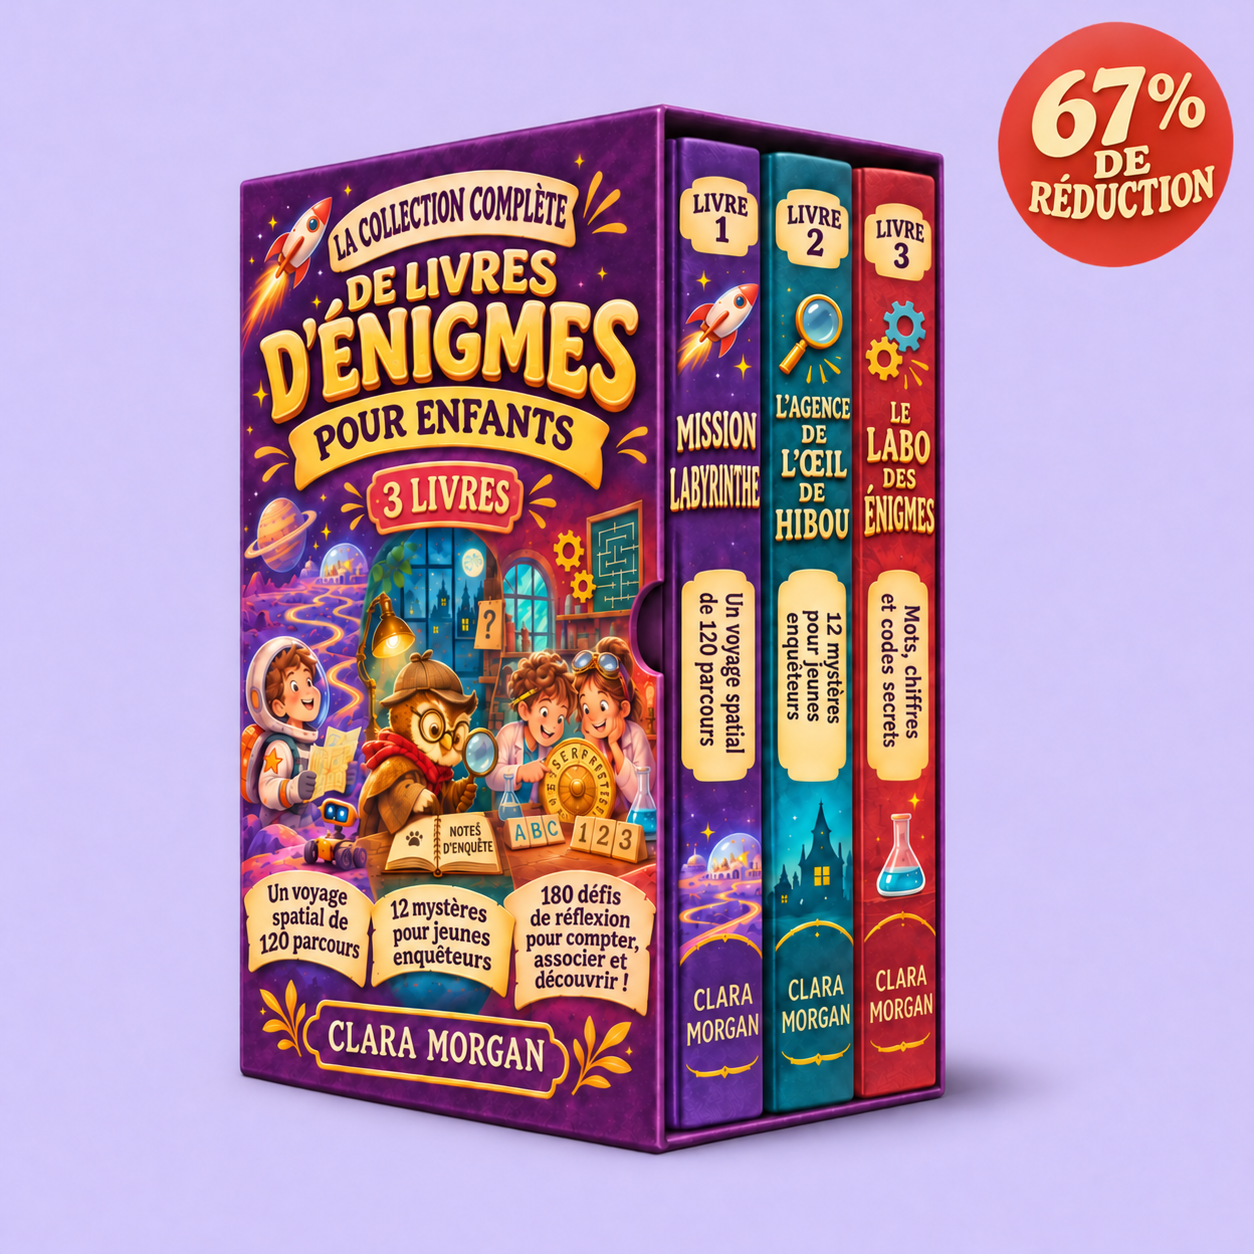 67%
DE
RÉDUCTION
LA COLLECTION COMPLÈTE
DE LIVRES
D'ÉNIGMES
POUR ENFANTS
3 LIVRES
?
NOTES
D'ENQUÊTE
ABC
123
Un voyage
spatial de
120 parcours
12 mystères
pour jeunes
enquêteurs
180 défis
de réflexion
pour compter,
associer et
découvrir !
CLARA MORGAN
LIVRE
1
MISSION
LABYRINTHE
Un voyage spatial
de 120 parcours
CLARA
MORGAN
LIVRE
2
L'AGENCE
DE
L'ŒIL
DE
HIBOU
12 mystères
pour jeunes
enquêteurs
CLARA
MORGAN
LIVRE
3
LE
LABO
DES
ÉNIGMES
Mots, chiffres
et codes secrets
CLARA
MORGAN